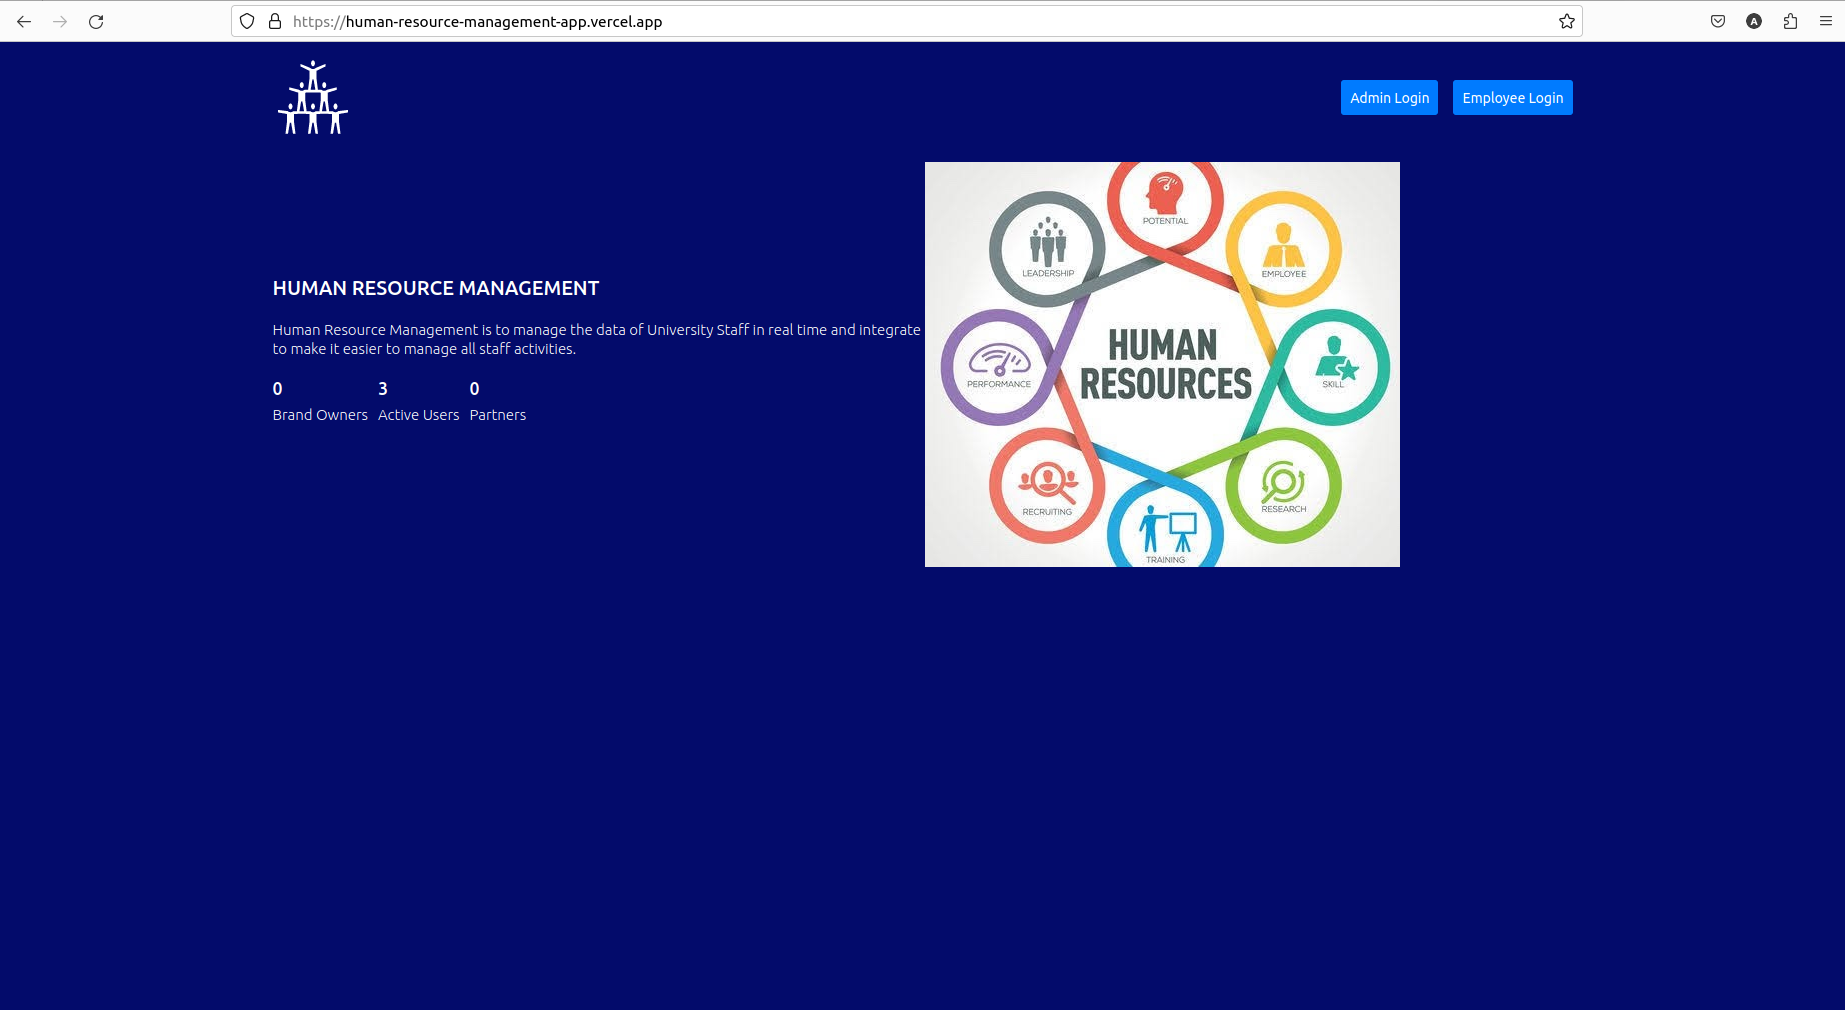 https://human-resource-management-app.vercel.app
A
Admin Login
Employee Login
HUMAN RESOURCE MANAGEMENT
Human Resource Management is to manage the data of University Staff in real time and integrate
to make it easier to manage all staff activities.
0 3 0
Brand Owners Active Users Partners
POTENTIAL
LEADERSHIP
EMPLOYEE
HUMAN
RESOURCES
PERFORMANCE
SKILL
RECRUITING
RESEARCH
TRAINING